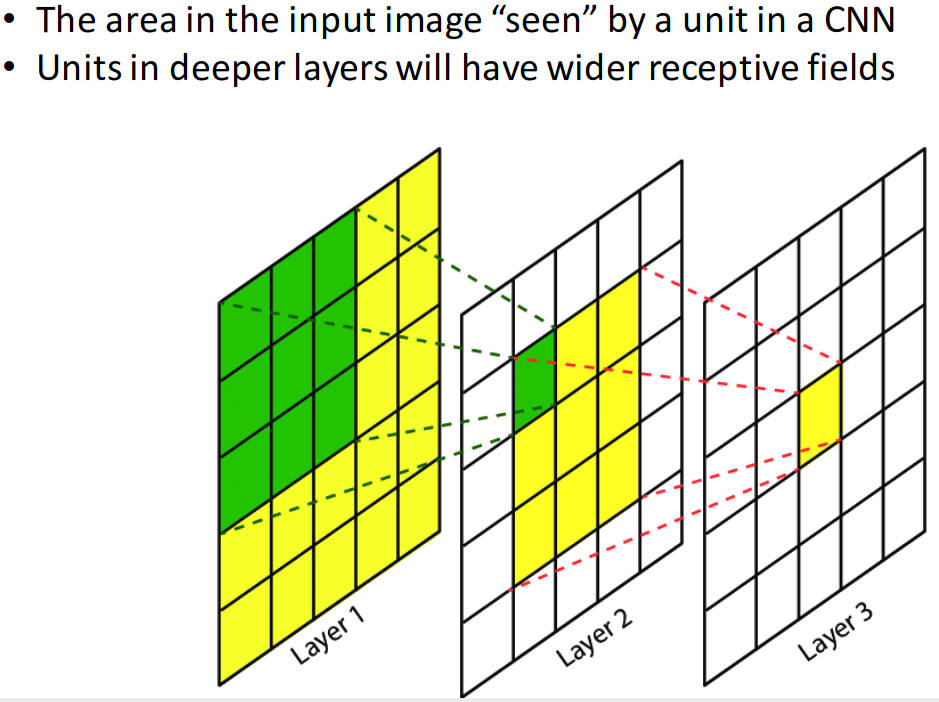 • The area in the input image “seen” by a unit in a CNN
• Units in deeper layers will have wider receptive fields
Layer 1
Layer 2
Layer 3